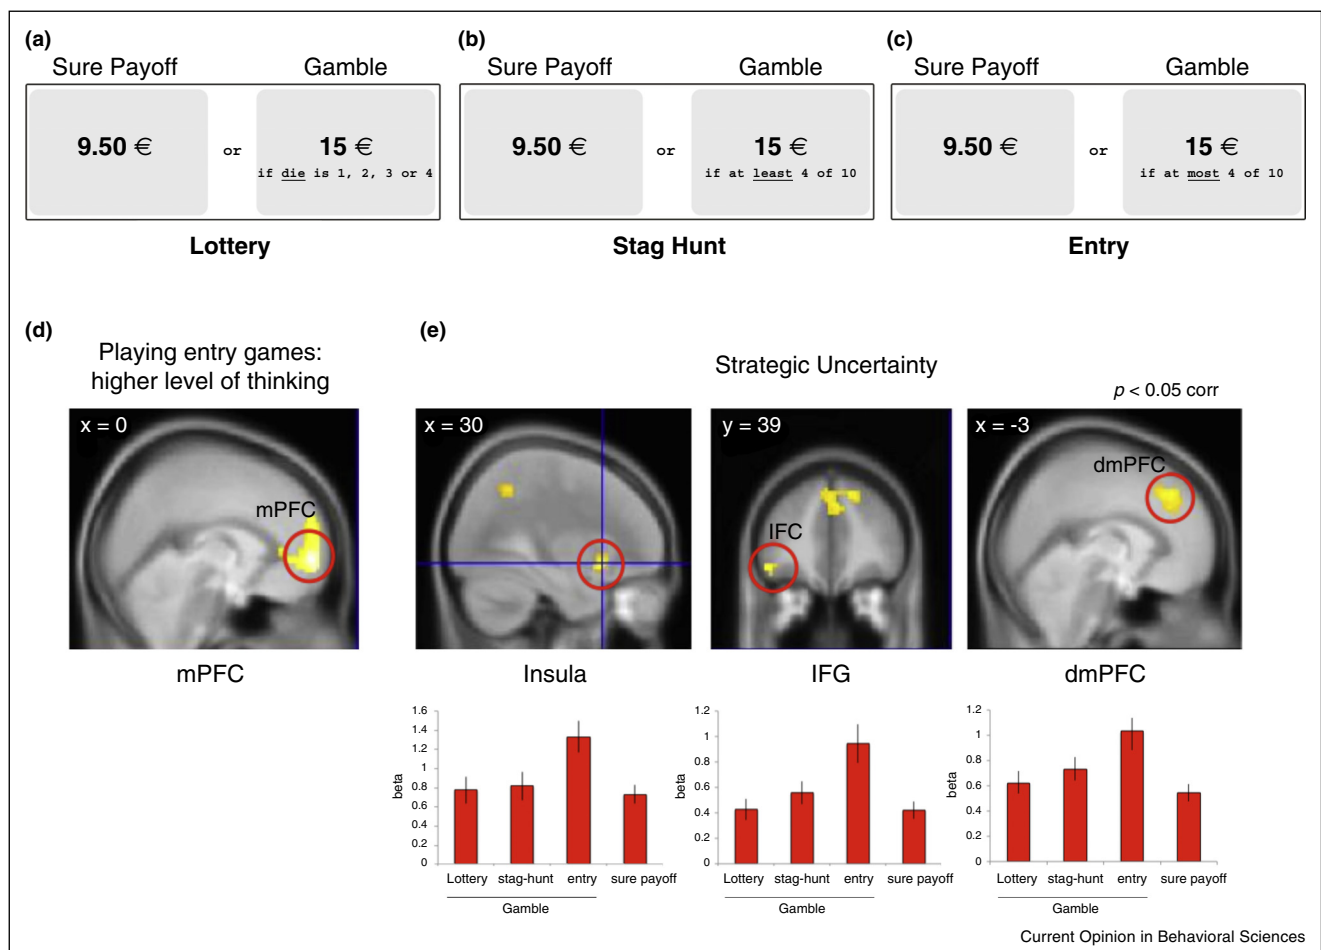 (a)
Sure Payoff Gamble
9.50 € or 15 €
if die is 1, 2, 3 or 4
Lottery
(b)
Sure Payoff Gamble
9.50 € or 15 €
if at least 4 of 10
Stag Hunt
(c)
Sure Payoff Gamble
9.50 € or 15 €
if at most 4 of 10
Entry
(d)
Playing entry games:
higher level of thinking
x = 0
mPFC
mPFC
(e)
Strategic Uncertainty
p < 0.05 corr
x = 30
y = 39
IFC
x = -3
dmPFC
Insula
1.6
1.4
1.2
1
0.8
0.6
0.4
0.2
0
beta
Lottery stag-hunt entry sure payoff
Gamble
IFG
1.2
1
0.8
0.6
0.4
0.2
0
beta
Lottery stag-hunt entry sure payoff
Gamble
dmPFC
1.2
1
0.8
0.6
0.4
0.2
0
beta
Lottery stag-hunt entry sure payoff
Gamble
Current Opinion in Behavioral Sciences